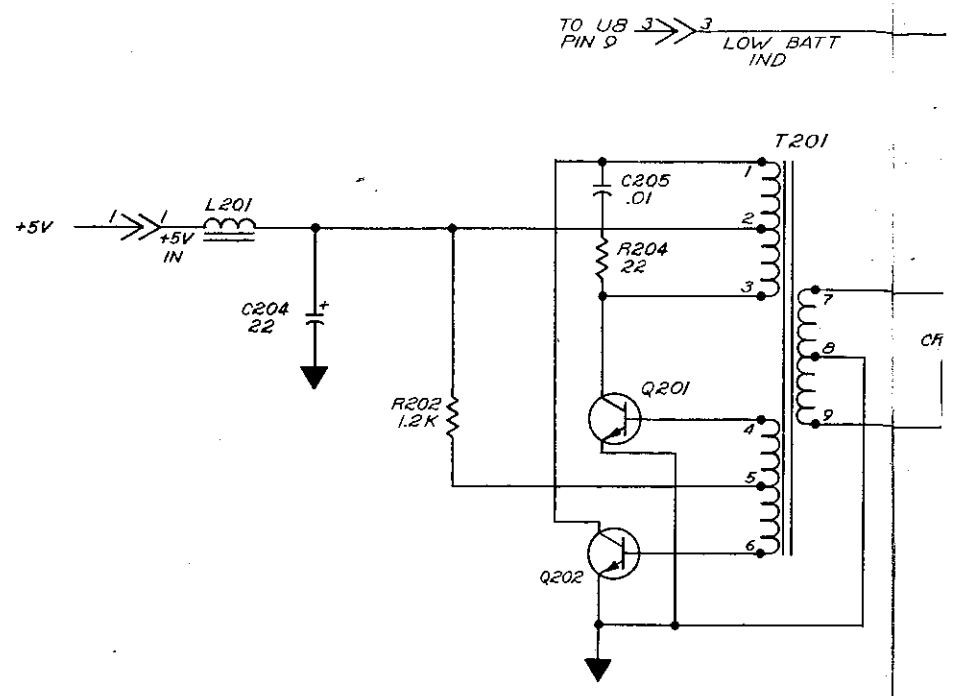 TO U8 3 3
PIN 9
LOW BATT
IND
T201
1
C205
.01
L201
+5V 1 1
+5V
IN
2
R204
22
3
C204
+
22
7
8
CR
9
Q201
R202
1.2K
4
5
6
Q202